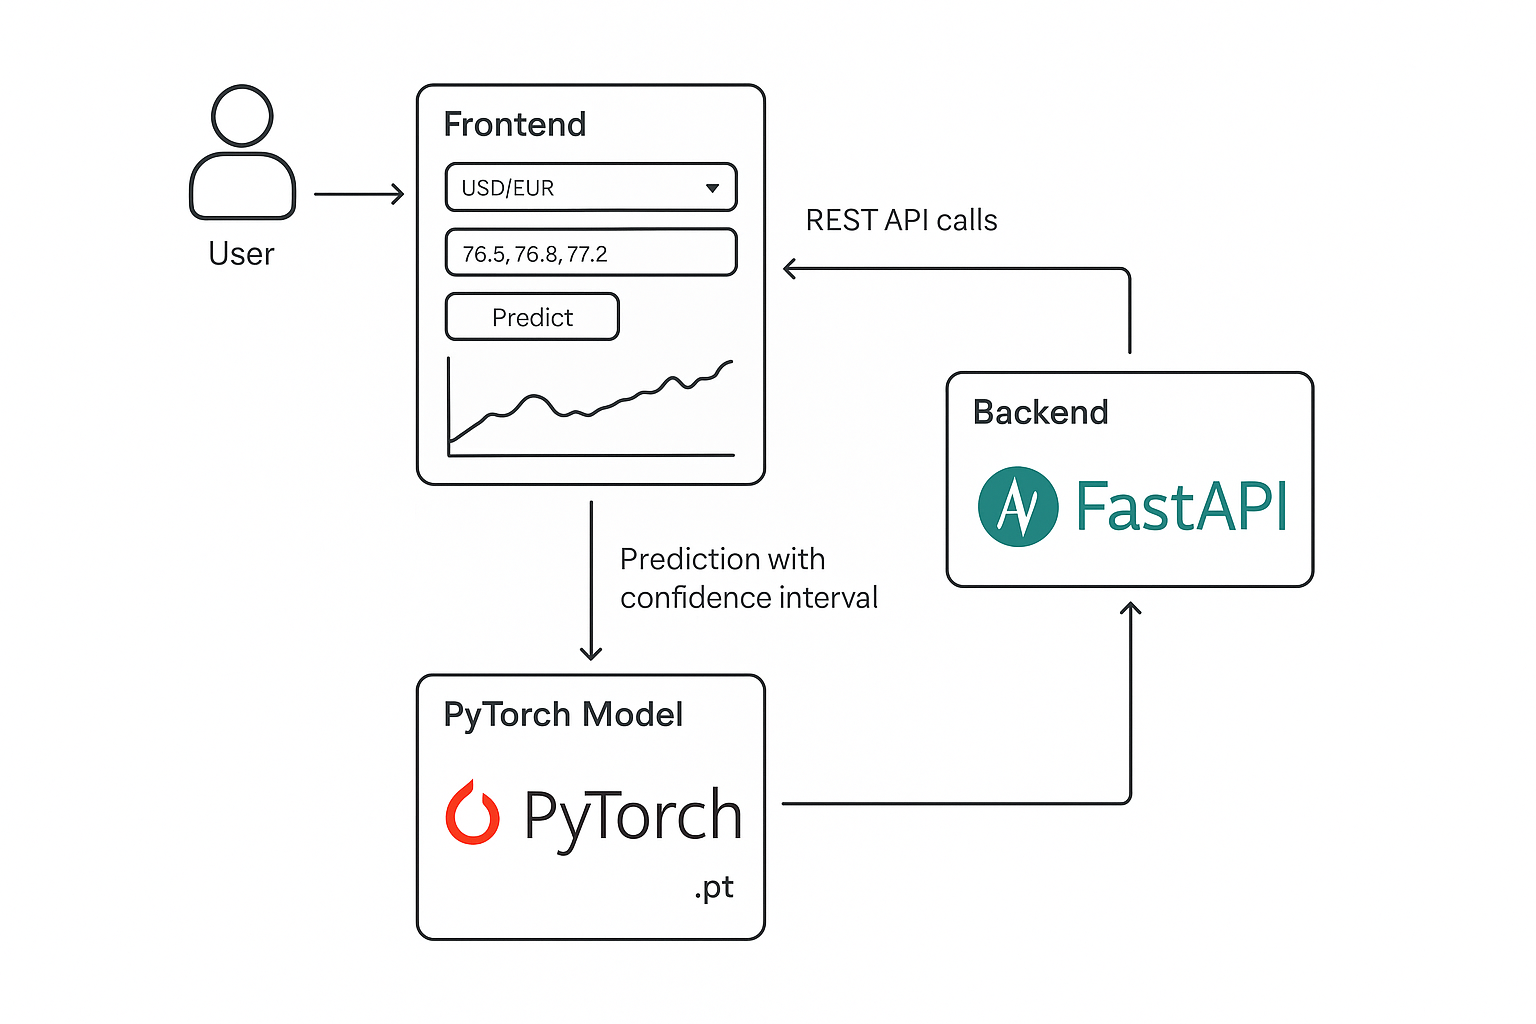 User
Frontend
USD/EUR
76.5, 76.8, 77.2
Predict
REST API calls
Backend
FastAPI
Prediction with
confidence interval
PyTorch Model
PyTorch
.pt